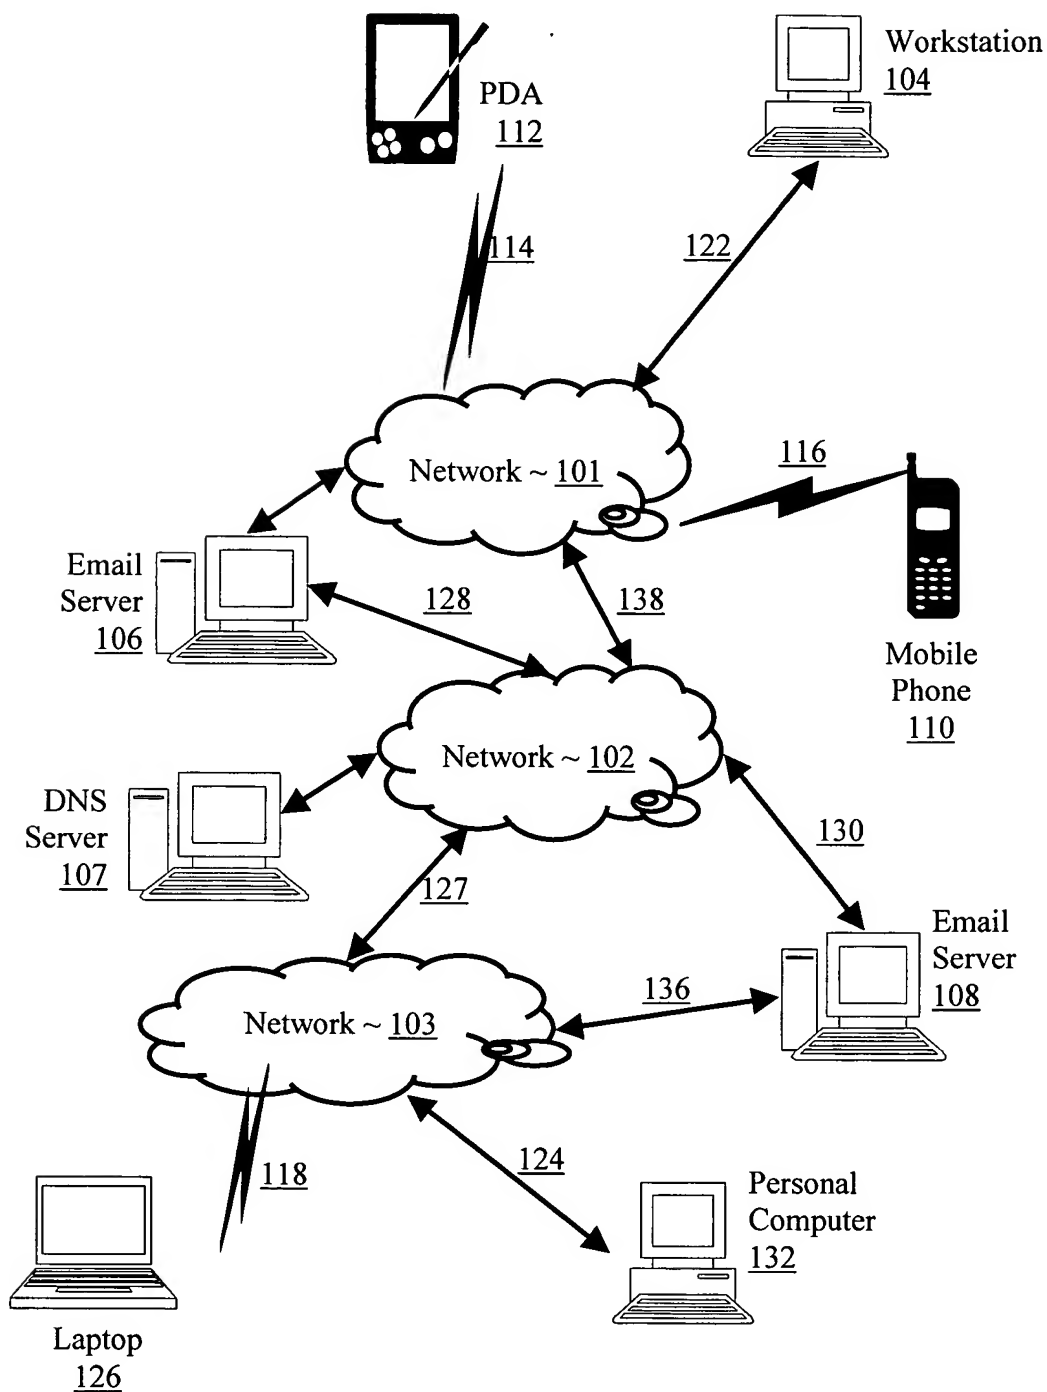 PDA
112
Workstation
104
114
122
Network ~ 101
116
Email
Server
106
128
138
Mobile
Phone
110
Network ~ 102
DNS
Server
107
130
127
Email
Server
108
136
Network ~ 103
118
124
Personal
Computer
132
Laptop
126